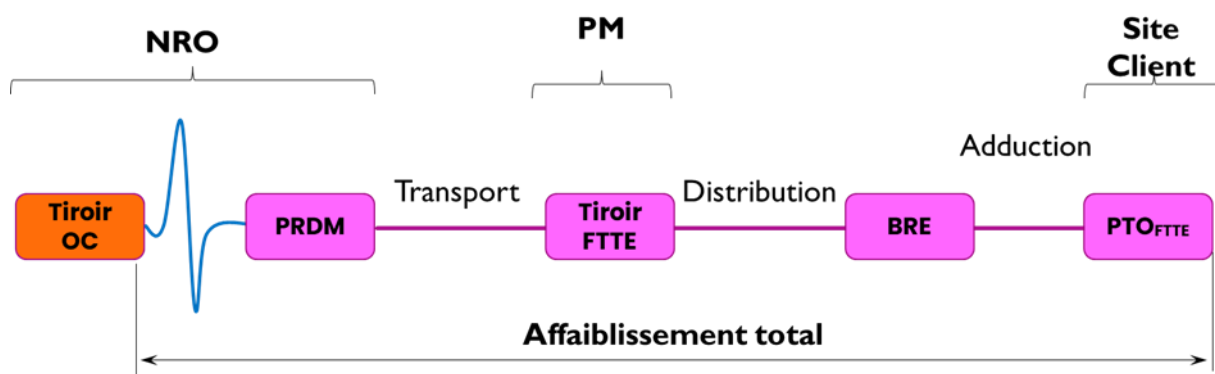 NRO
PM
Site
Client
Adduction
Transport
Distribution
Tiroir
OC
PRDM
Tiroir
FTTE
BRE
PTOFTTE
Affaiblissement total